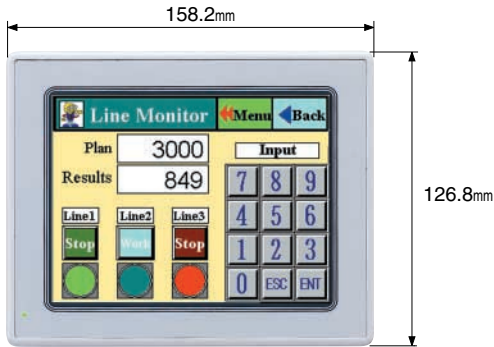 158.2mm
Line Monitor Menu Back
Plan 3000 Input
Results 849 7 8 9
Line1 Line2 Line3 4 5 6
Stop Work Stop 1 2 3
0 ESC ENT
126.8mm